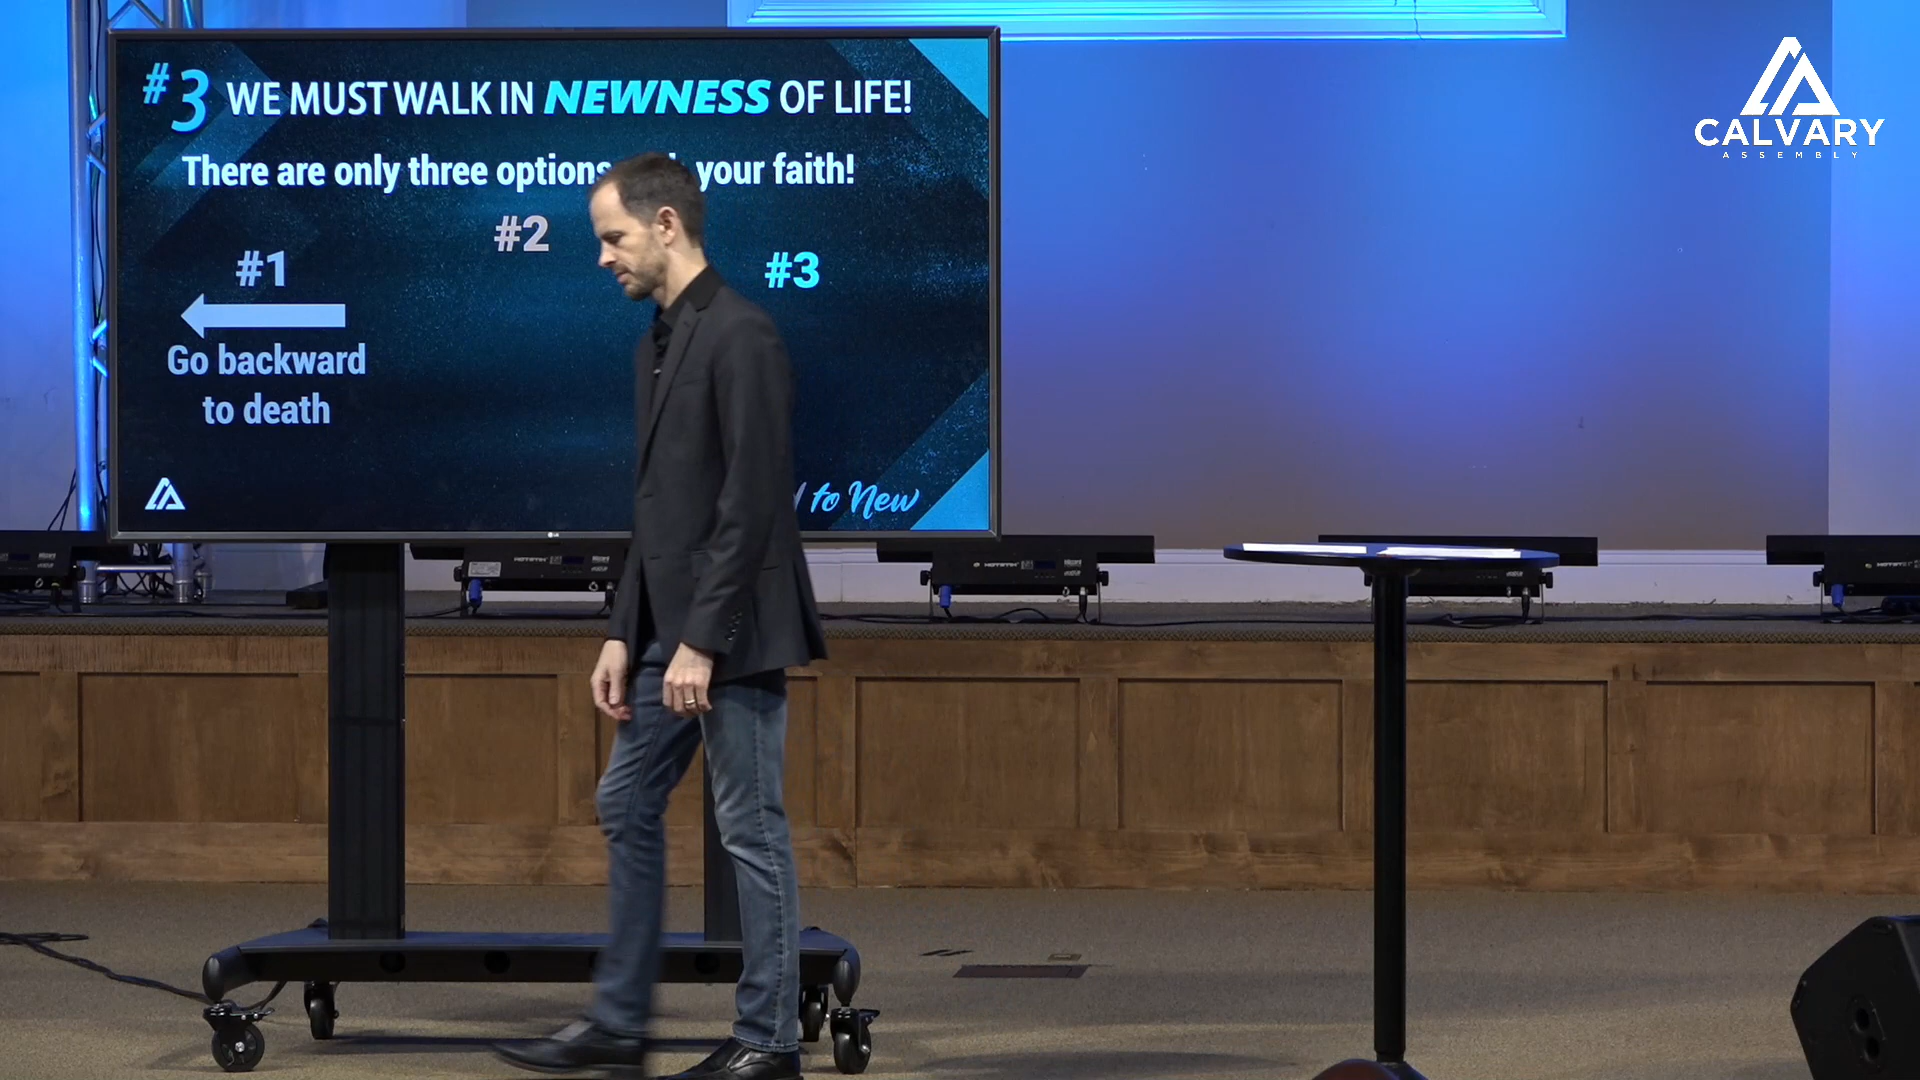 #3 WE MUST WALK IN NEWNESS OF LIFE!
There are only three options your faith!
#2
#1
#3
Go backward
to death
to New
CALVARY
ASSEMBLY